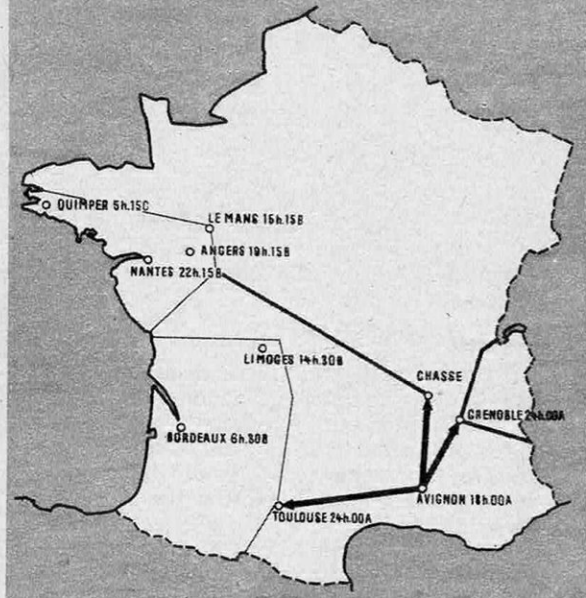 QUIMPER 5h.15C
LE MANS 15h.15B
ANGERS 19h.15B
NANTES 22h.15B
LIMOGES 14h.30B
CHASSE
GRENOBLE 24h.00A
BORDEAUX 6h.30B
AVIGNON 18h.00A
TOULOUSE 24h.00A